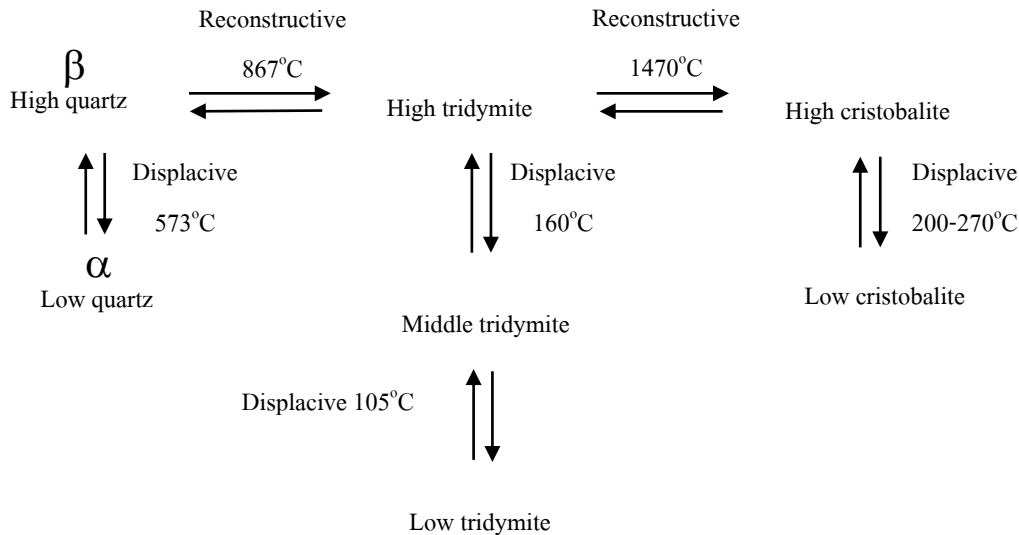 Reconstructive
Reconstructive
867°C
1470°C
β
High quartz
High tridymite
High cristobalite
Displacive
573°C
Displacive
160°C
Displacive
200-270°C
α
Low quartz
Low cristobalite
Middle tridymite
Displacive 105°C
Low tridymite